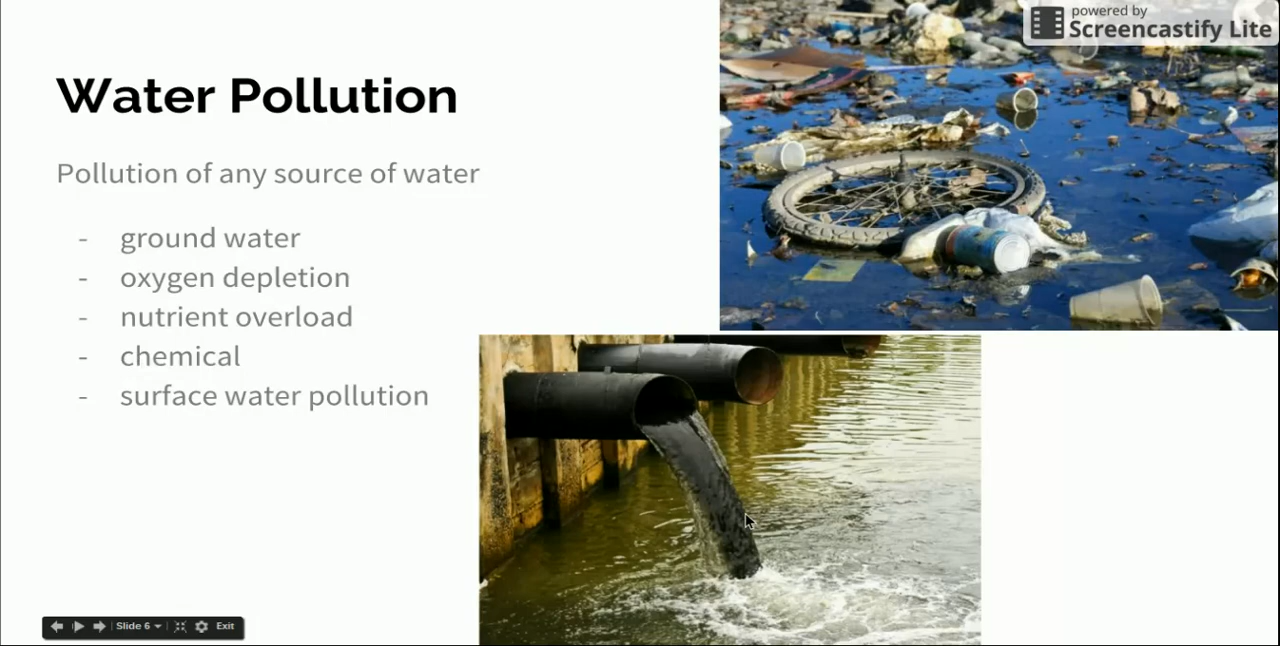 powered by
Screencastify Lite
Water Pollution
Pollution of any source of water
- ground water
- oxygen depletion
- nutrient overload
- chemical
- surface water pollution
Slide 6 Exit